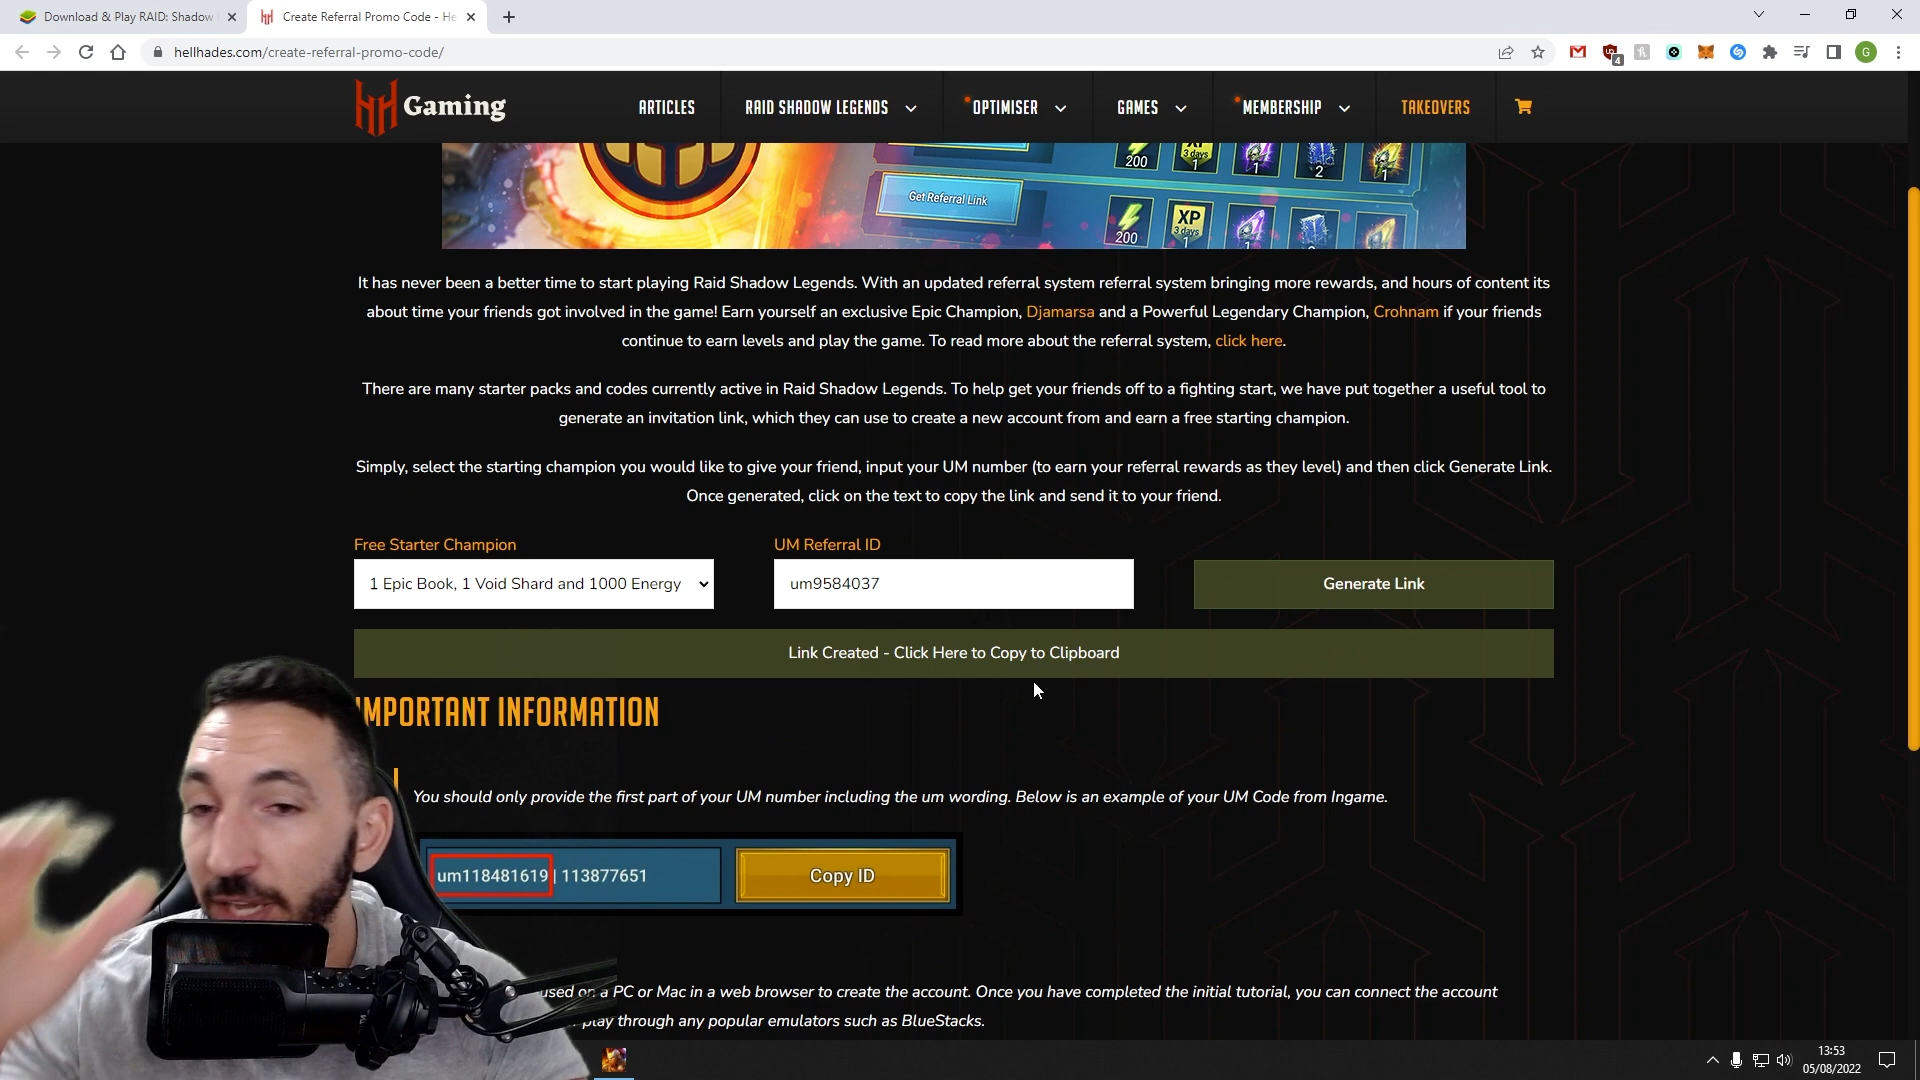 Download & Play RAID: Shadow
Create Referral Promo Code - He
hellhades.com/create-referral-promo-code/
4
G
Gaming
ARTICLES
RAID SHADOW LEGENDS
OPTIMISER
GAMES
MEMBERSHIP
TAKEOVERS
200
XP
3 days
1
1
2
1
Get Referral Link
200
XP
3 days
1
It has never been a better time to start playing Raid Shadow Legends. With an updated referral system referral system bringing more rewards, and hours of content its
about time your friends got involved in the game! Earn yourself an exclusive Epic Champion, Djamarsa and a Powerful Legendary Champion, Crohnam if your friends
continue to earn levels and play the game. To read more about the referral system, click here.
There are many starter packs and codes currently active in Raid Shadow Legends. To help get your friends off to a fighting start, we have put together a useful tool to
generate an invitation link, which they can use to create a new account from and earn a free starting champion.
Simply, select the starting champion you would like to give your friend, input your UM number (to earn your referral rewards as they level) and then click Generate Link.
Once generated, click on the text to copy the link and send it to your friend.
Free Starter Champion
UM Referral ID
1 Epic Book, 1 Void Shard and 1000 Energy
um9584037
Generate Link
Link Created - Click Here to Copy to Clipboard
IMPORTANT INFORMATION
You should only provide the first part of your UM number including the um wording. Below is an example of your UM Code from Ingame.
um118481619 | 113877651
Copy ID
used on a PC or Mac in a web browser to create the account. Once you have completed the initial tutorial, you can connect the account
play through any popular emulators such as BlueStacks.
13:53
05/08/2022